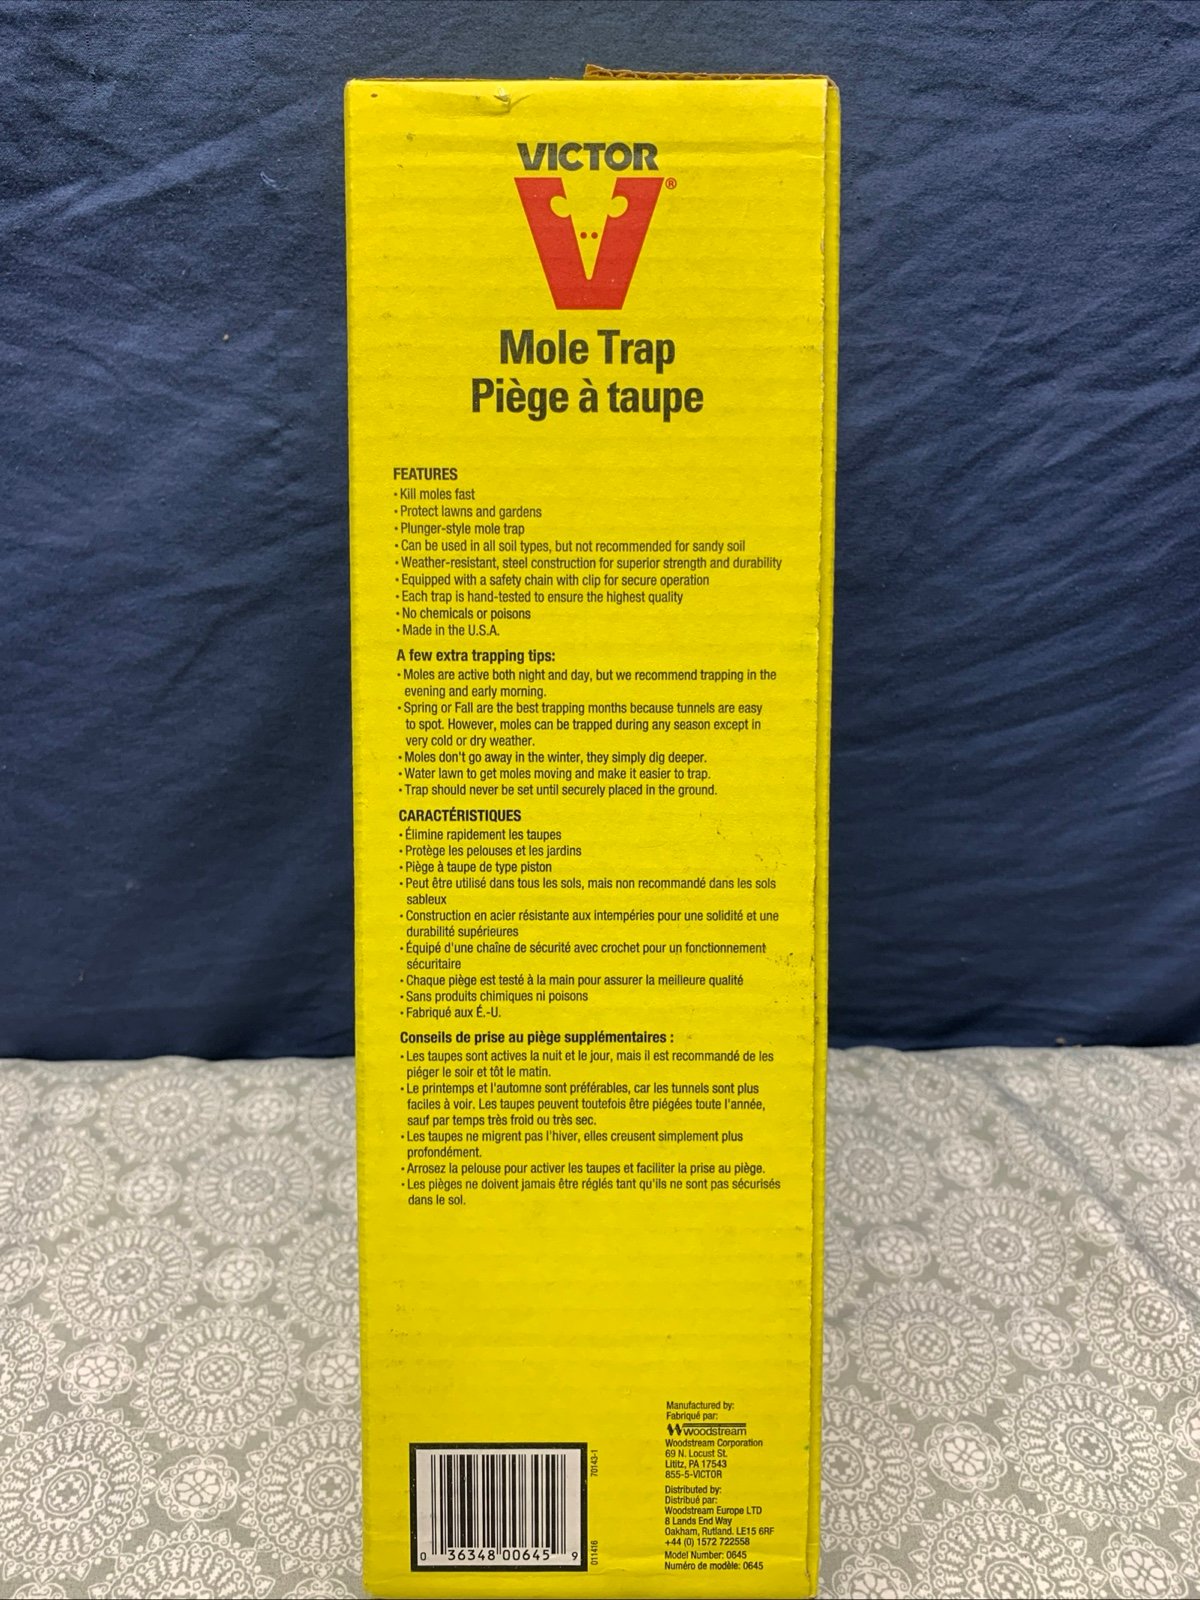 VICTOR
®
Mole Trap
Piège à taupe
FEATURES
• Kill moles fast
• Protect lawns and gardens
• Plunger-style mole trap
• Can be used in all soil types, but not recommended for sandy soil
• Weather-resistant, steel construction for superior strength and durability
• Equipped with a safety chain with clip for secure operation
• Each trap is hand-tested to ensure the highest quality
• No chemicals or poisons
• Made in the U.S.A.
A few extra trapping tips:
• Moles are active both night and day, but we recommend trapping in the
evening and early morning.
• Spring or Fall are the best trapping months because tunnels are easy
to spot. However, moles can be trapped during any season except in
very cold or dry weather.
• Moles don't go away in the winter, they simply dig deeper.
• Water lawn to get moles moving and make it easier to trap.
• Trap should never be set until securely placed in the ground.
CARACTÉRISTIQUES
• Élimine rapidement les taupes
• Protège les pelouses et les jardins
• Piège à taupe de type piston
• Peut être utilisé dans tous les sols, mais non recommandé dans les sols
sableux
• Construction en acier résistante aux intempéries pour une solidité et une
durabilité supérieures
• Équipé d'une chaîne de sécurité avec crochet pour un fonctionnement
sécuritaire
• Chaque piège est testé à la main pour assurer la meilleure qualité
• Sans produits chimiques ni poisons
• Fabriqué aux É.-U.
Conseils de prise au piège supplémentaires :
• Les taupes sont actives la nuit et le jour, mais il est recommandé de les
piéger le soir et tôt le matin.
• Le printemps et l'automne sont préférables, car les tunnels sont plus
faciles à voir. Les taupes peuvent toutefois être piégées toute l'année,
sauf par temps très froid ou très sec.
• Les taupes ne migrent pas l'hiver, elles creusent simplement plus
profondément.
• Arrosez la pelouse pour activer les taupes et faciliter la prise au piège.
• Les pièges ne doivent jamais être réglés tant qu'ils ne sont pas sécurisés
dans le sol.
0 36348 00645 9
70143-1
011416
Manufactured by:
Fabriqué par:
woodstream
Woodstream Corporation
69 N. Locust St.
Lititz, PA 17543
855-5-VICTOR
Distributed by:
Distribué par:
Woodstream Europe LTD
8 Lands End Way
Oakham, Rutland. LE15 6RF
+44 (0) 1572 722558
Model Number: 0645
Numéro de modèle: 0645